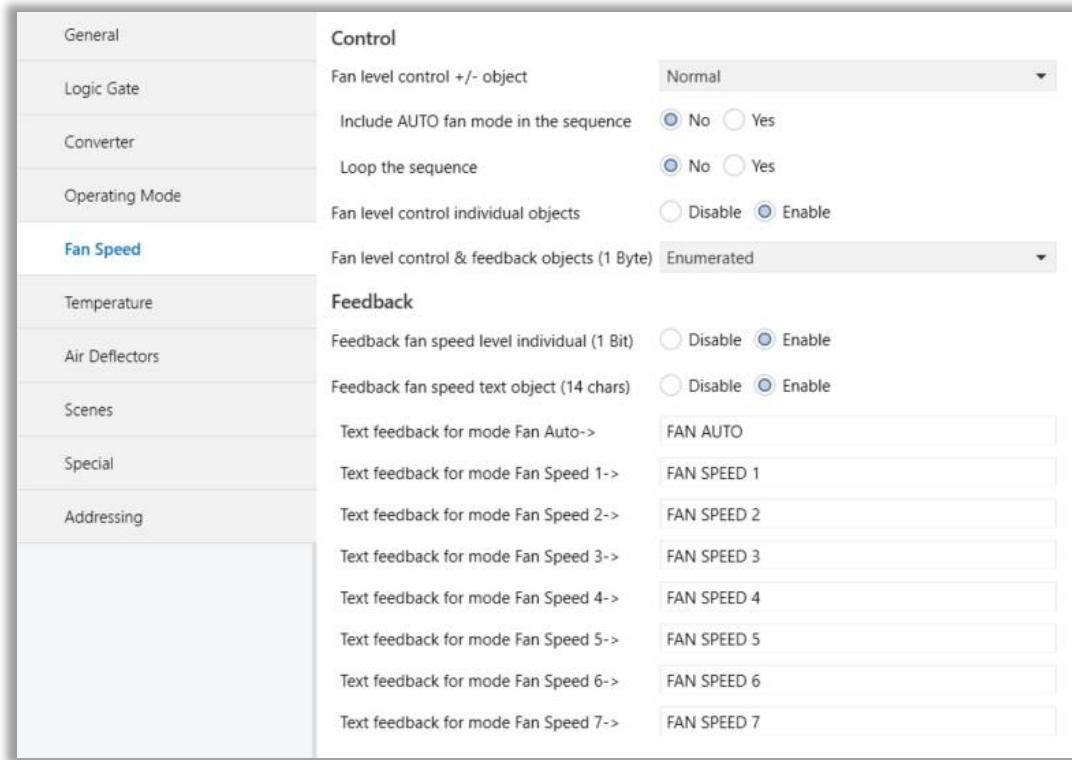 General
Logic Gate
Converter
Operating Mode
Fan Speed
Temperature
Air Deflectors
Scenes
Special
Addressing
Control
Fan level control +/- object Normal
Include AUTO fan mode in the sequence No Yes
Loop the sequence No Yes
Fan level control individual objects Disable Enable
Fan level control & feedback objects (1 Byte) Enumerated
Feedback
Feedback fan speed level individual (1 Bit) Disable Enable
Feedback fan speed text object (14 chars) Disable Enable
Text feedback for mode Fan Auto-> FAN AUTO
Text feedback for mode Fan Speed 1-> FAN SPEED 1
Text feedback for mode Fan Speed 2-> FAN SPEED 2
Text feedback for mode Fan Speed 3-> FAN SPEED 3
Text feedback for mode Fan Speed 4-> FAN SPEED 4
Text feedback for mode Fan Speed 5-> FAN SPEED 5
Text feedback for mode Fan Speed 6-> FAN SPEED 6
Text feedback for mode Fan Speed 7-> FAN SPEED 7